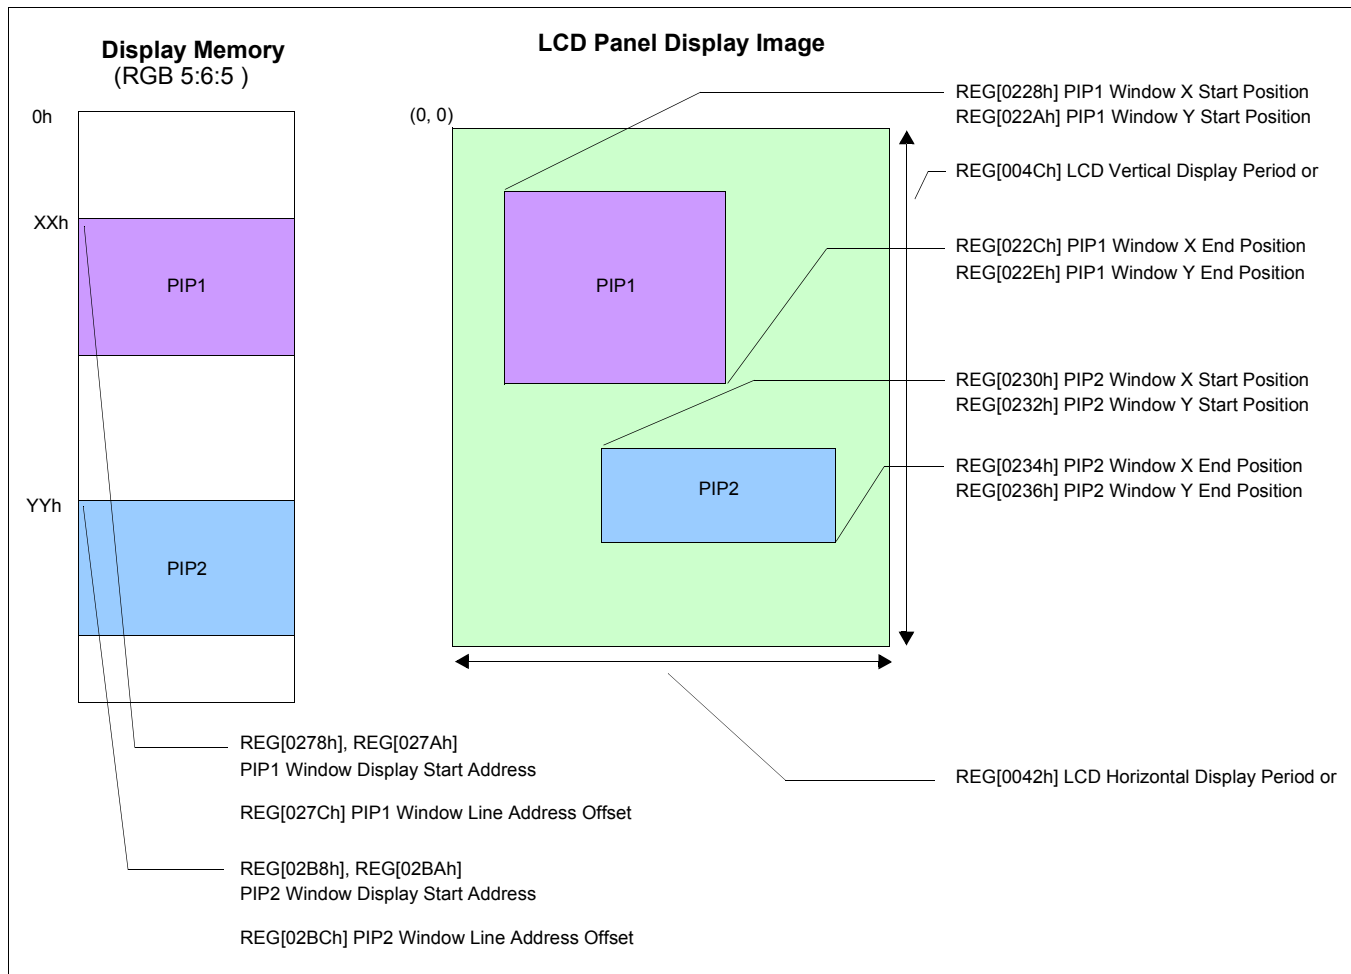 Display Memory
(RGB 5:6:5 )
LCD Panel Display Image
0h
XXh
PIP1
YYh
PIP2
(0, 0)
PIP1
PIP2
REG[0228h] PIP1 Window X Start Position
REG[022Ah] PIP1 Window Y Start Position
REG[004Ch] LCD Vertical Display Period or
REG[022Ch] PIP1 Window X End Position
REG[022Eh] PIP1 Window Y End Position
REG[0230h] PIP2 Window X Start Position
REG[0232h] PIP2 Window Y Start Position
REG[0234h] PIP2 Window X End Position
REG[0236h] PIP2 Window Y End Position
REG[0278h], REG[027Ah]
PIP1 Window Display Start Address
REG[027Ch] PIP1 Window Line Address Offset
REG[02B8h], REG[02BAh]
PIP2 Window Display Start Address
REG[02BCh] PIP2 Window Line Address Offset
REG[0042h] LCD Horizontal Display Period or